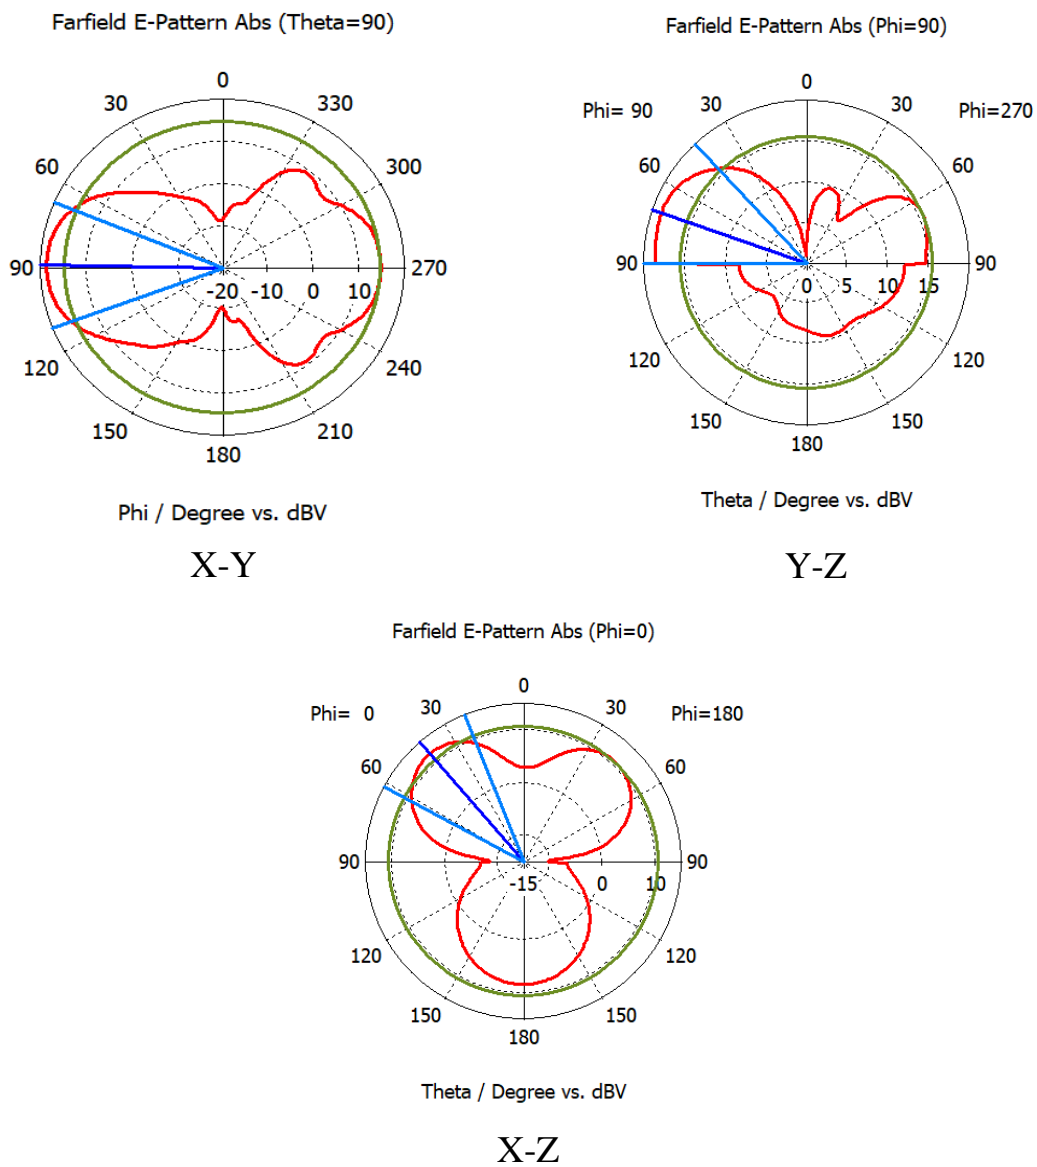 Farfield E-Pattern Abs (Theta=90)
0
30 330
60 300
90 -20 -10 0 10 270
120 240
150 210
180
Phi / Degree vs. dBV
X-Y
Farfield E-Pattern Abs (Phi=90)
0
Phi= 90 30 30 Phi=270
60 60
90 0 5 10 15 90
120 120
150 150
180
Theta / Degree vs. dBV
Y-Z
Farfield E-Pattern Abs (Phi=0)
0
Phi= 0 30 30 Phi=180
60 60
90 -15 0 10 90
120 120
150 150
180
Theta / Degree vs. dBV
X-Z